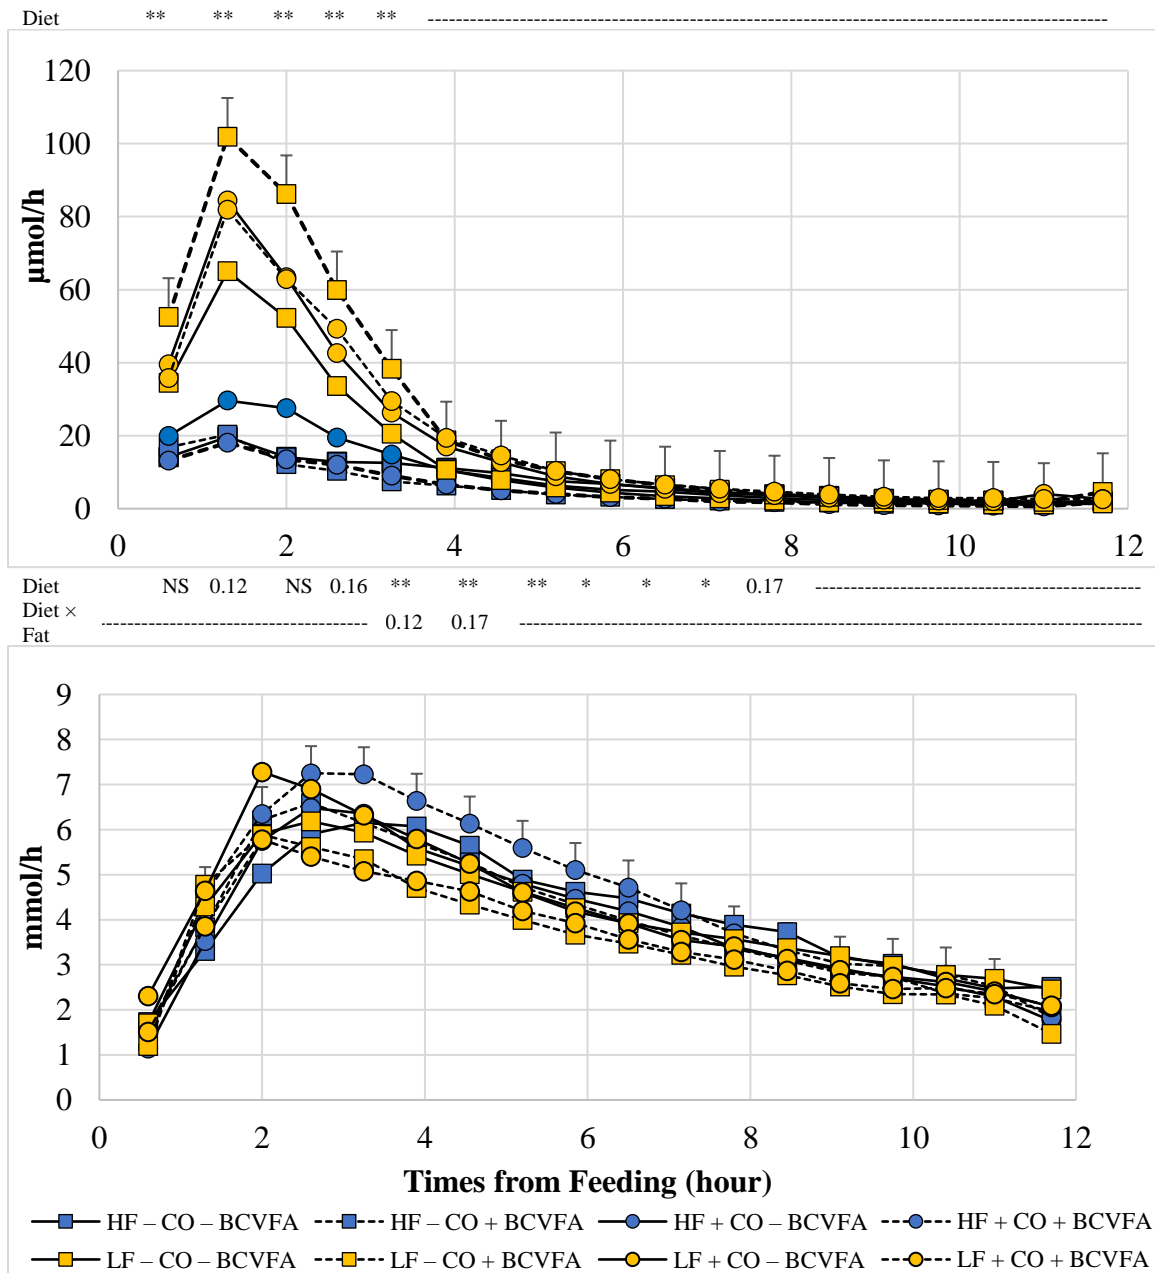 Diet ** ** ** ** ** ------------------------------------------------------------
120
100
80
60
40
20
0
µmol/h
0 2 4 6 8 10 12
Diet NS 0.12 NS 0.16 ** ** ** * * * 0.17 ----------------------------
Diet ×
Fat ------------------------ 0.12 0.17 ------------------------------------------------------------
9
8
7
6
5
4
3
2
1
0
mmol/h
0 2 4 6 8 10 12
Times from Feeding (hour)
HF – CO – BCVFA HF – CO + BCVFA HF + CO – BCVFA HF + CO + BCVFA
LF – CO – BCVFA LF – CO + BCVFA LF + CO – BCVFA LF + CO + BCVFA